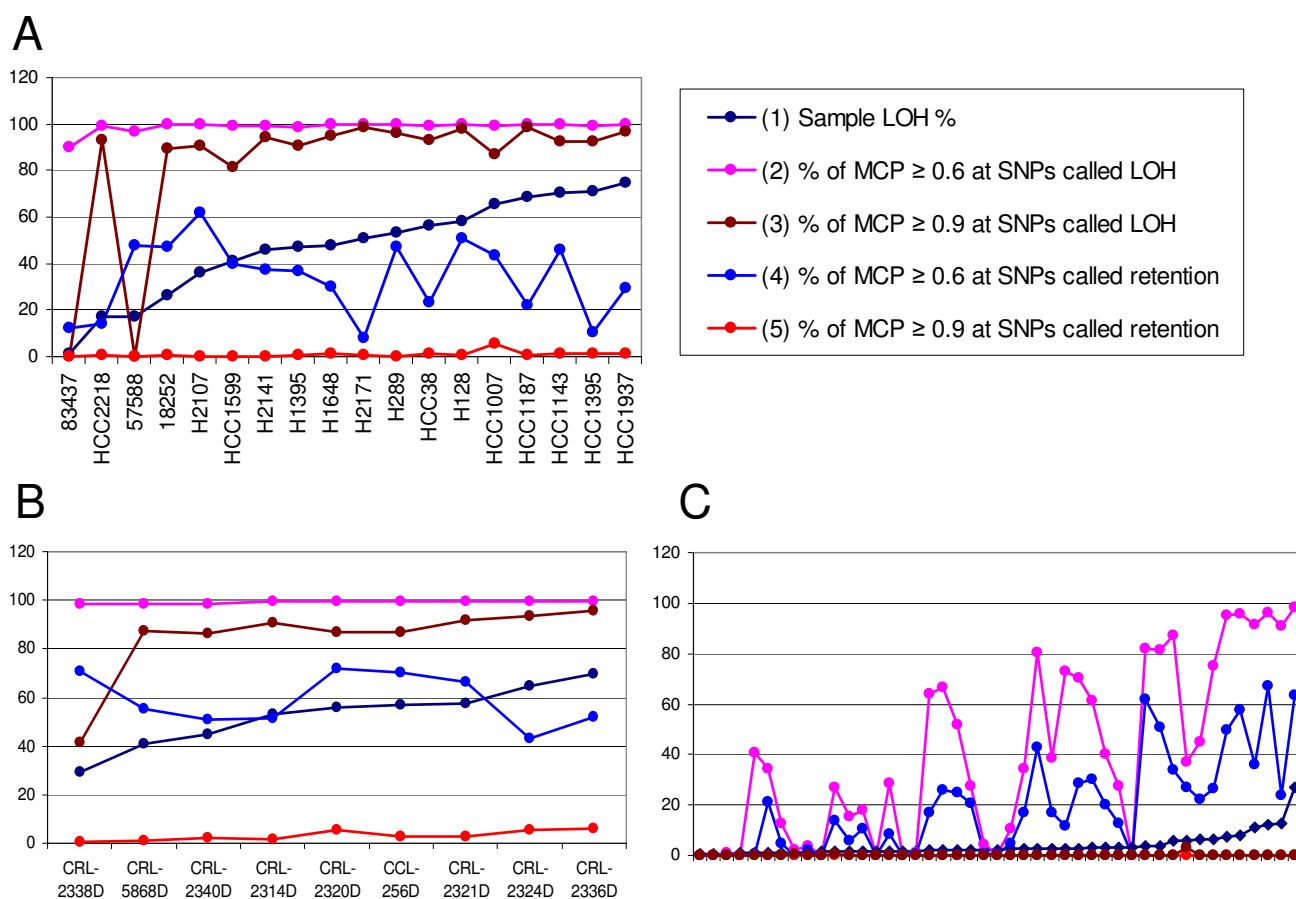 A
120
100
80
60
40
20
0
83437
HCC2218
57588
18252
H2107
HCC1599
H2141
H1395
H1648
H2171
H289
HCC38
H128
HCC1007
HCC1187
HCC1143
HCC1395
HCC1937
(1) Sample LOH %
(2) % of MCP ≥ 0.6 at SNPs called LOH
(3) % of MCP ≥ 0.9 at SNPs called LOH
(4) % of MCP ≥ 0.6 at SNPs called retention
(5) % of MCP ≥ 0.9 at SNPs called retention
B
120
100
80
60
40
20
0
CRL-
2338D
CRL-
5868D
CRL-
2340D
CRL-
2314D
CRL-
2320D
CCL-
256D
CRL-
2321D
CRL-
2324D
CRL-
2336D
C
120
100
80
60
40
20
0